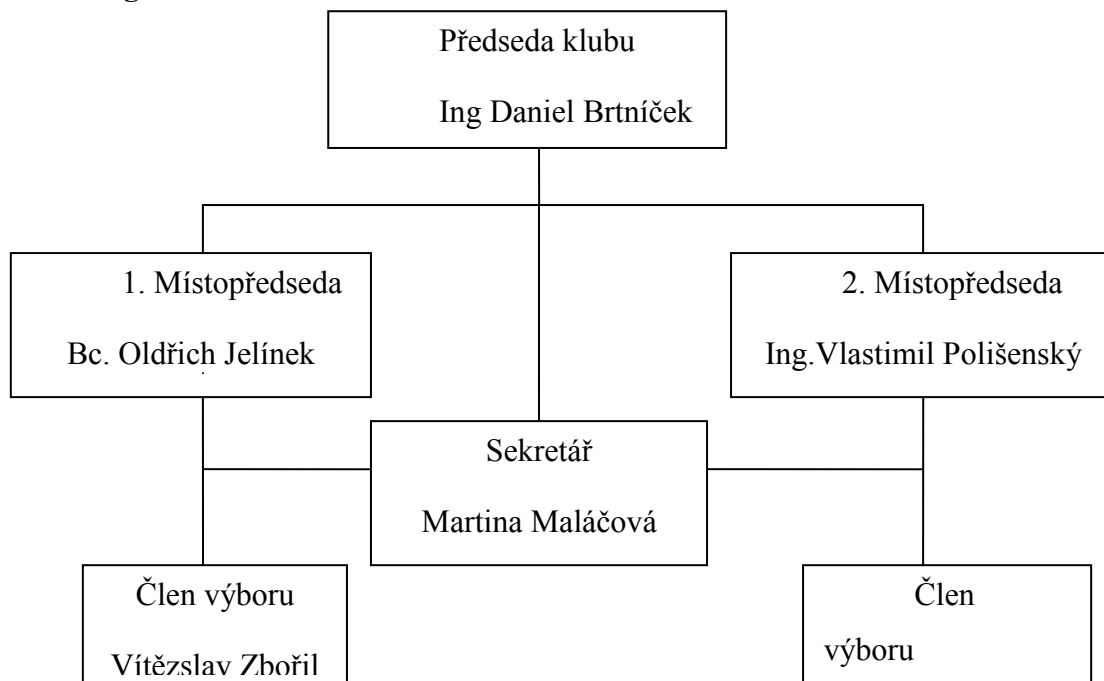 Předseda klubu
Ing Daniel Brtníček
1. Místopředseda
Bc. Oldřich Jelínek
2. Místopředseda
Ing.Vlastimil Polišenský
Sekretář
Martina Maláčová
Člen výboru
Vítězslav Zbořil
Člen
výboru